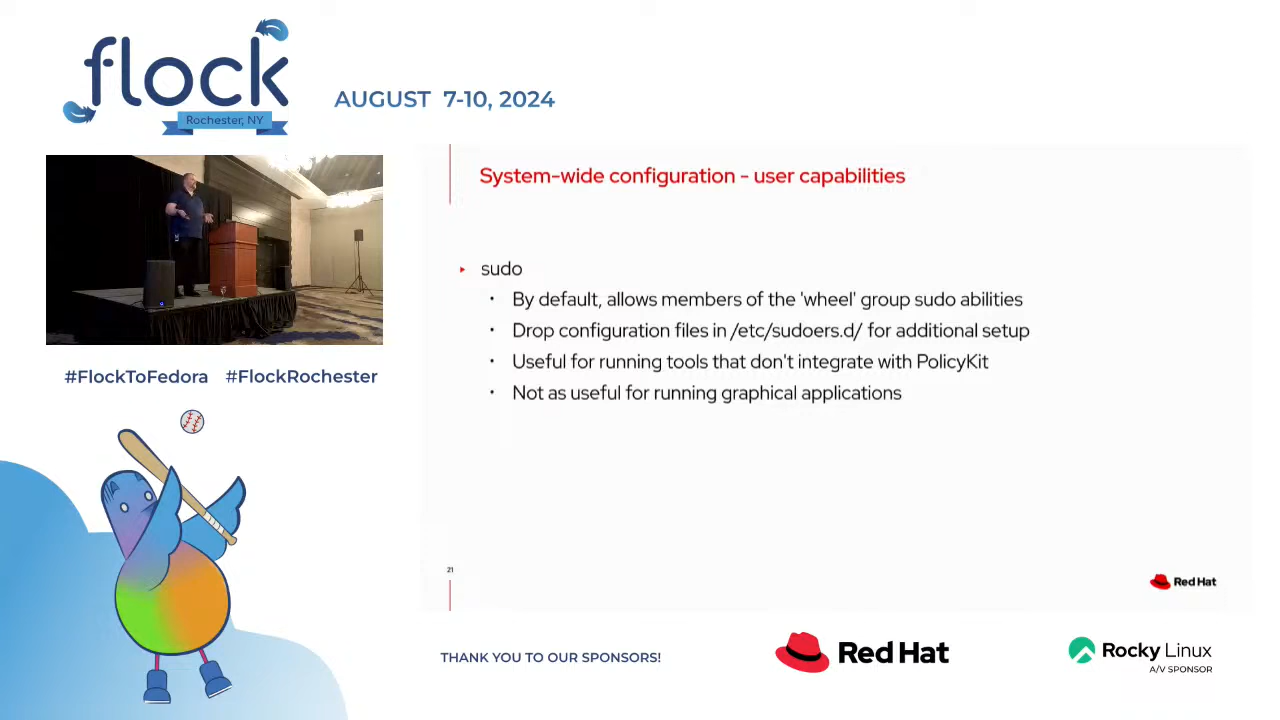 flock
Rochester, NY
AUGUST 7-10, 2024
System-wide configuration - user capabilities
sudo
By default, allows members of the 'wheel' group sudo abilities
Drop configuration files in /etc/sudoers.d/ for additional setup
Useful for running tools that don't integrate with PolicyKit
Not as useful for running graphical applications
21
Red Hat
#FlockToFedora #FlockRochester
THANK YOU TO OUR SPONSORS!
Red Hat
Rocky Linux
A/V SPONSOR